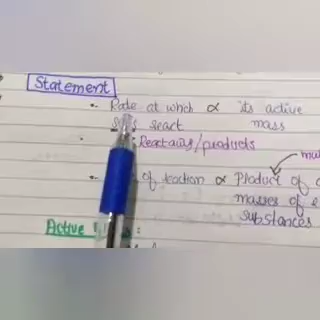 Statement
• Rate at which ∝ its active
react mass
• Reactants/products
• of reaction ∝ Product of
masses of
substances
Active :